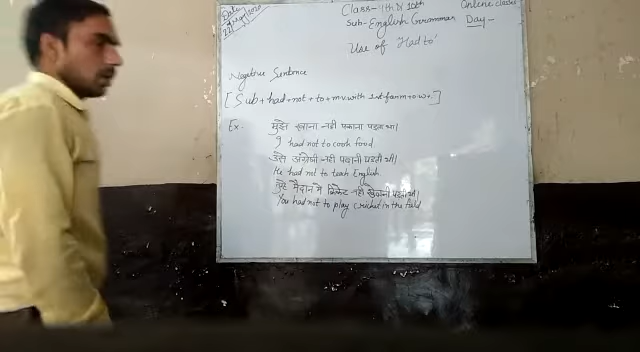 Date
Class-9th & 10th
Online classes
Sub-English Grammar
Day-
Use of 'Had to'
Negative Sentence
[Sub+had+not+to+m.v. with 1st form+o.w.]
Ex- मुझे खाना नहीं पकाना पड़ता था।
I had not to cook food.
उसे अंग्रेजी नहीं पढ़ानी पड़ती थी।
He had not to teach English.
तुम्हें मैदान में क्रिकेट नहीं खेलना पड़ता था।
You had not to play cricket in the field